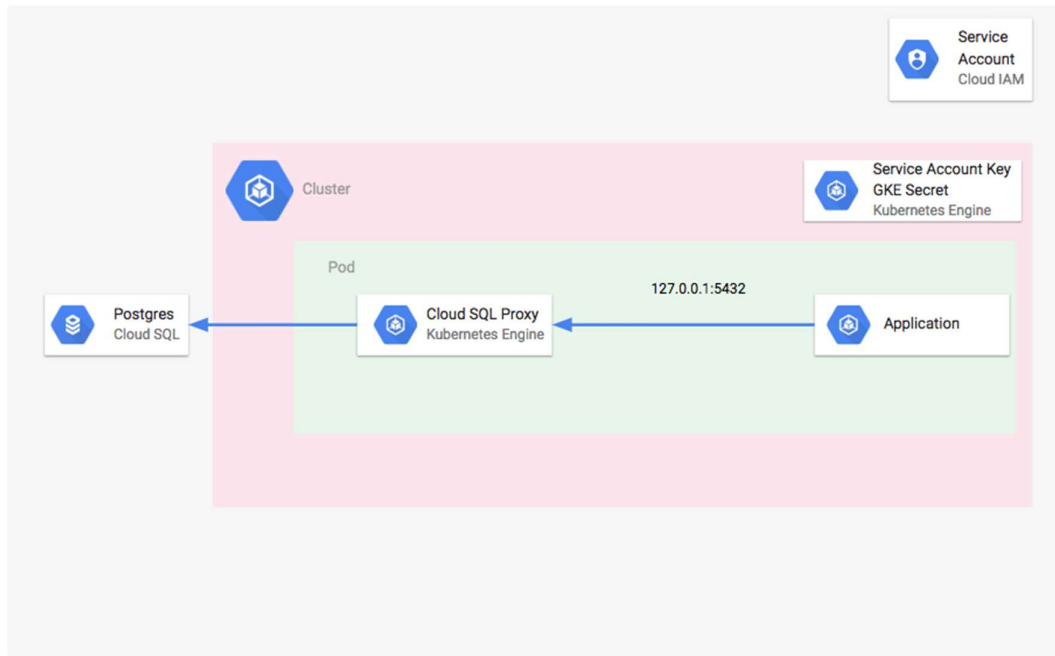 Service
Account
Cloud IAM
Cluster
Service Account Key
GKE Secret
Kubernetes Engine
Pod
127.0.0.1:5432
Postgres
Cloud SQL
Cloud SQL Proxy
Kubernetes Engine
Application